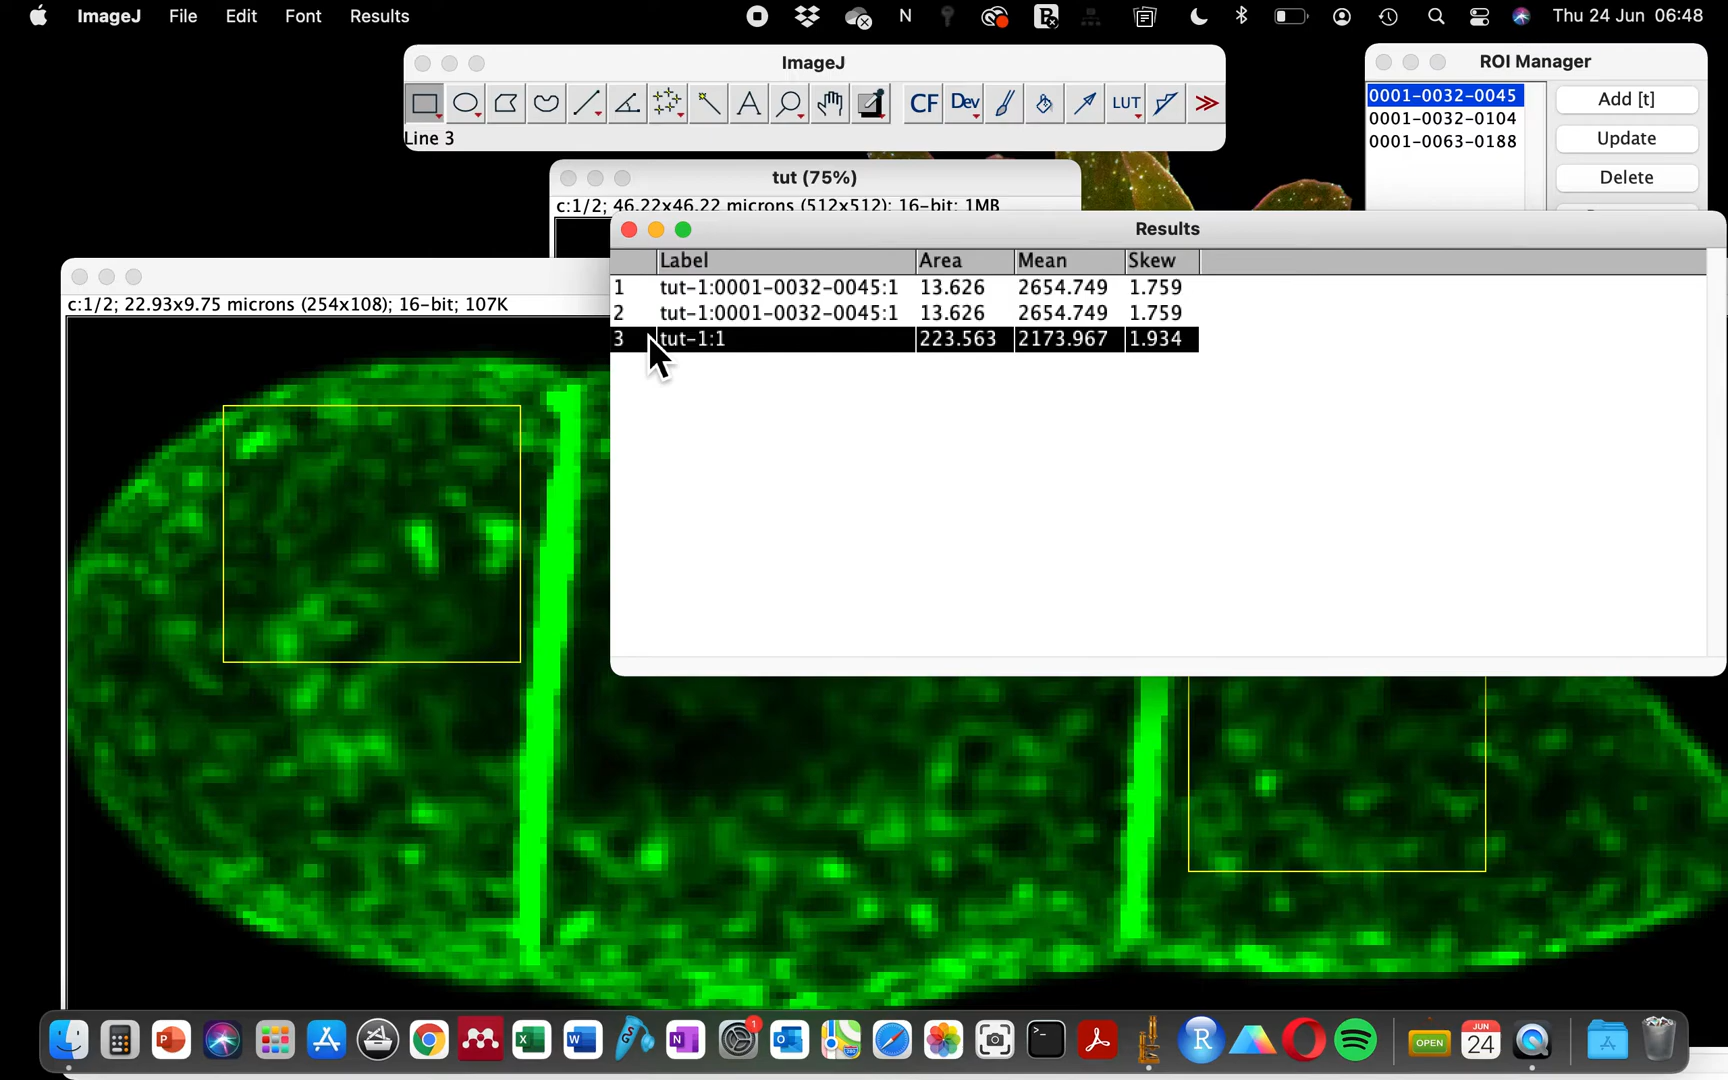 ImageJ File Edit Font Results Thu 24 Jun 06:48
ImageJ
CF Dev LUT
Line 3
ROI Manager
0001-0032-0045
0001-0032-0104
0001-0063-0188
Add [t]
Update
Delete
tut (75%)
c:1/2; 46.22x46.22 microns (512x512); 16-bit; 1MB
Results
Label Area Mean Skew
1 tut-1:0001-0032-0045:1 13.626 2654.749 1.759
2 tut-1:0001-0032-0045:1 13.626 2654.749 1.759
3 tut-1:1 223.563 2173.967 1.934
c:1/2; 22.93x9.75 microns (254x108); 16-bit; 107K
OPEN
JUN
24
1